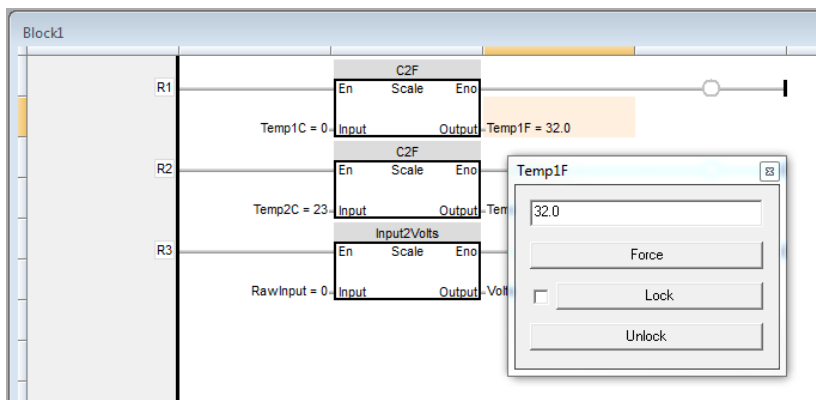 Block1
C2F
R1
En Scale Eno
Temp1C = 0 Input Output Temp1F = 32.0
C2F
R2
En Scale Eno
Temp2C = 23 Input Output Tem
Input2Volts
R3
En Scale Eno
RawInput = 0 Input Output Volt
Temp1F
32.0
Force
Lock
Unlock